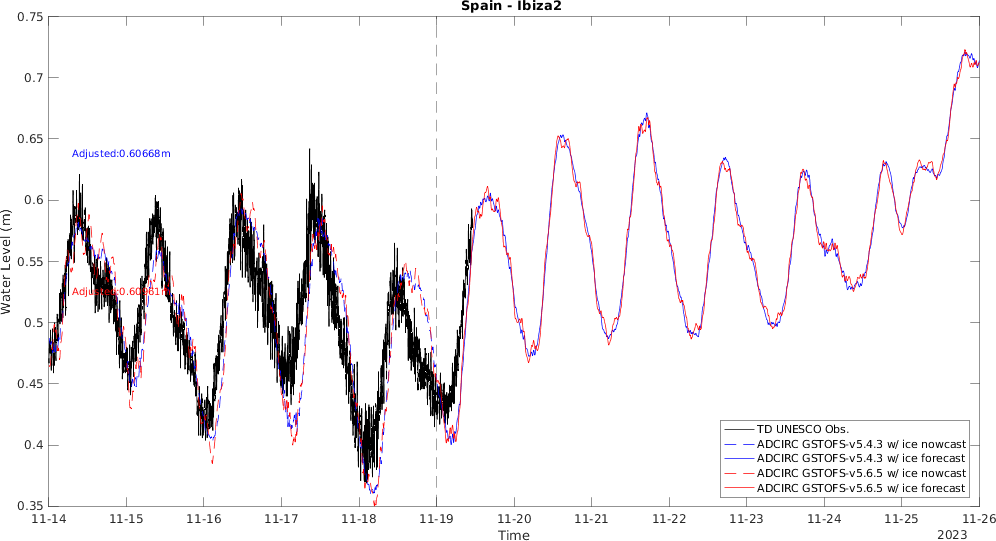 Spain - Ibiza2
0.75
0.7
0.65
0.6
0.55
0.5
0.45
0.4
0.35
Water Level (m)
Adjusted:0.60668m
TD UNESCO Obs.
ADCIRC GSTOFS-v5.4.3 w/ ice nowcast
ADCIRC GSTOFS-v5.4.3 w/ ice forecast
ADCIRC GSTOFS-v5.6.5 w/ ice nowcast
ADCIRC GSTOFS-v5.6.5 w/ ice forecast
11-14 11-15 11-16 11-17 11-18 11-19 11-20 11-21 11-22 11-23 11-24 11-25 11-26
Time
2023